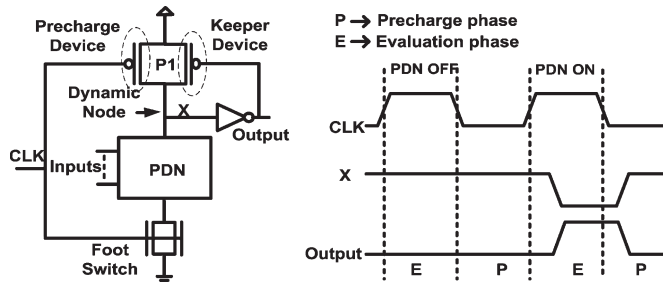 Precharge
Device
Keeper
Device
P1
Dynamic
Node
X
Output
CLK
Inputs
PDN
Foot
Switch
P → Precharge phase
E → Evaluation phase
PDN OFF
PDN ON
CLK
X
Output
E
P
E
P